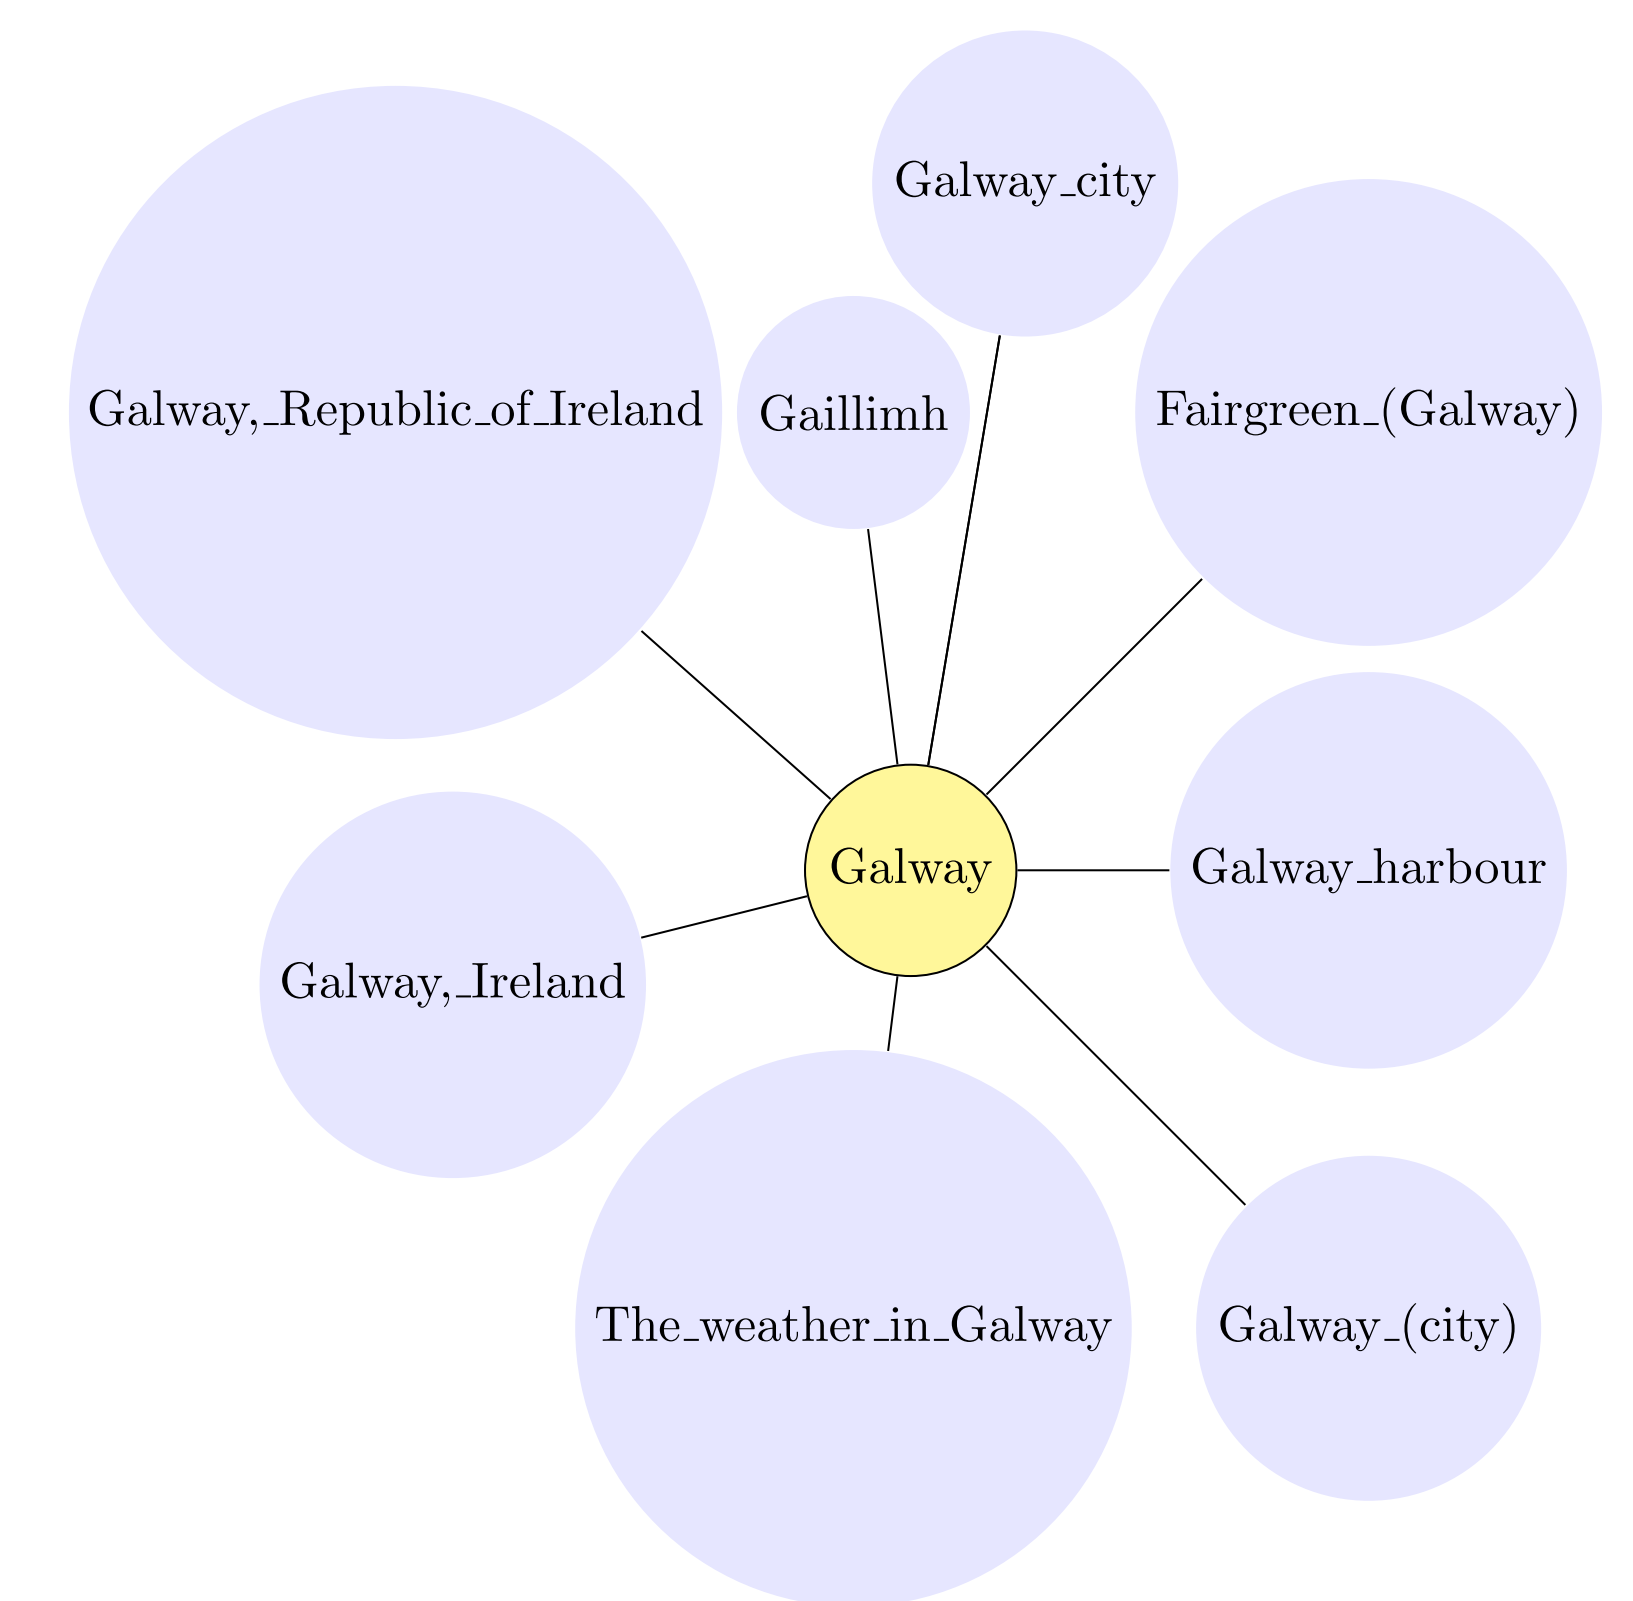 Galway_city
Galway,_Republic_of_Ireland
Gaillimh
Fairgreen_(Galway)
Galway
Galway_harbour
Galway,_Ireland
The_weather_in_Galway
Galway_(city)